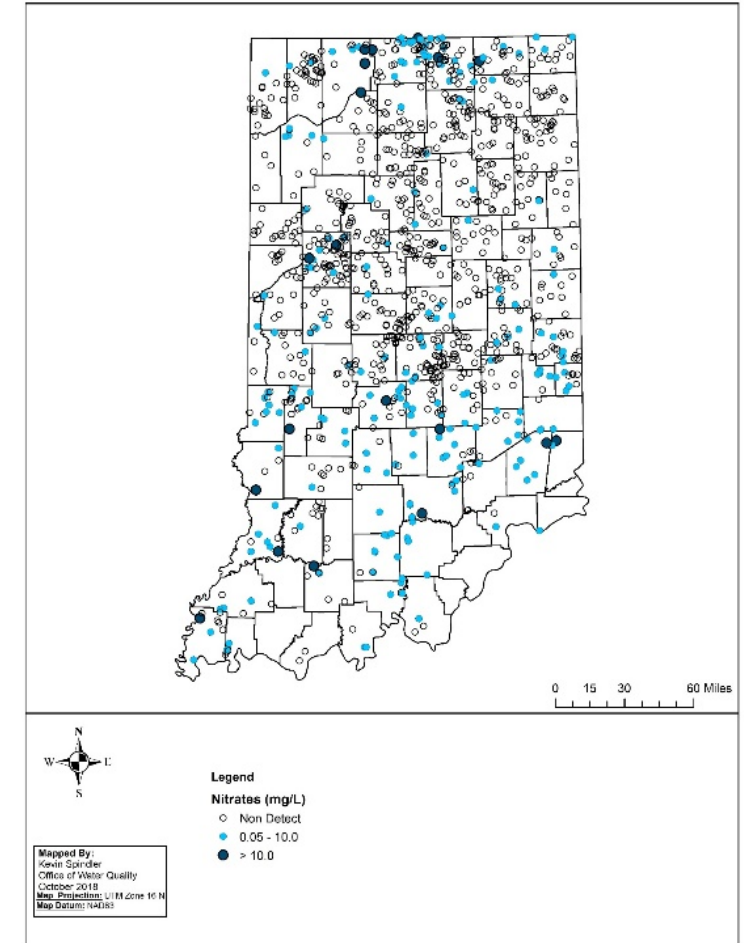 0 15 30 60 Miles
N
W E
S
Legend
Nitrates (mg/L)
Non Detect
0.05 - 10.0
> 10.0
Mapped By:
Kevin Spindler
Office of Water Quality
October 2018
Map Projection: UTM Zone 16 N
Map Datum: NAD83